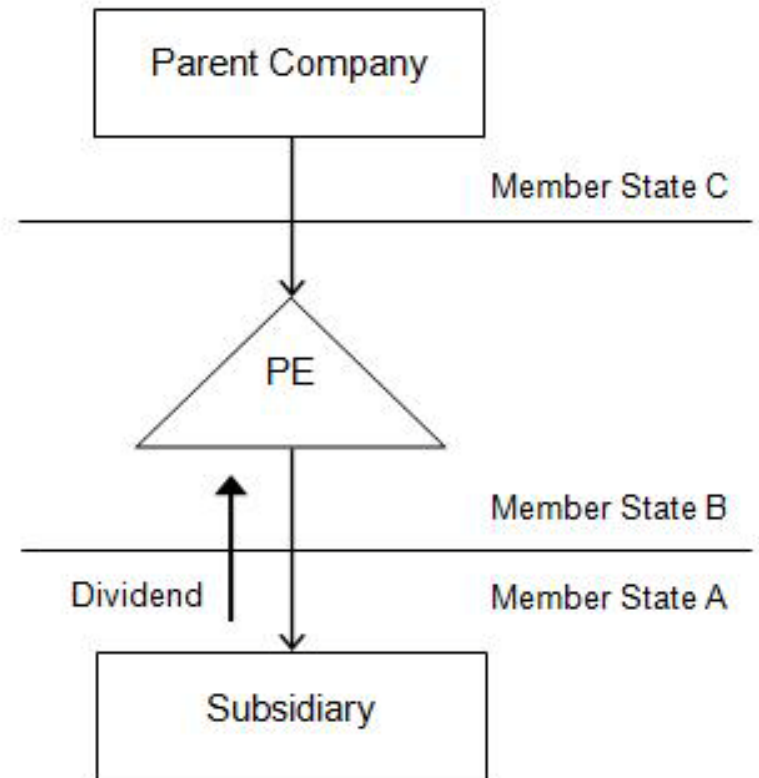 Parent Company
Member State C
PE
Member State B
Dividend
Member State A
Subsidiary